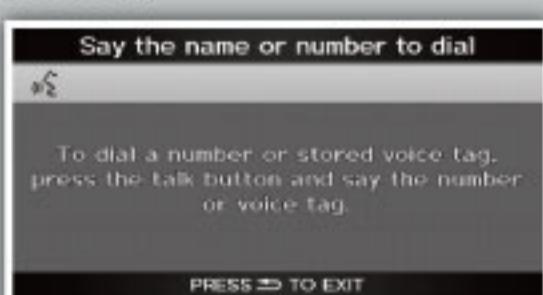 Say the name or number to dial
To dial a number or stored voice tag,
press the talk button and say the number
or voice tag.
PRESS TO EXIT